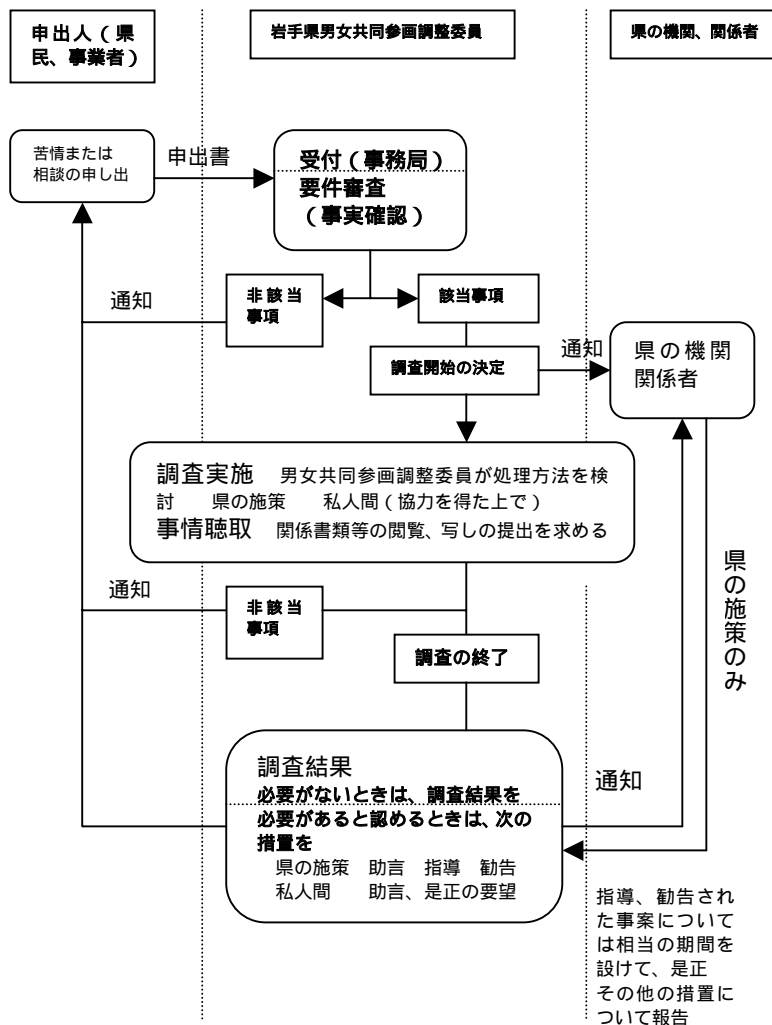 申出人（県
民、事業者）
岩手県男女共同参画調整委員
県の機関、関係者
苦情または
相談の申し出
申出書
受付（事務局）
要件審査
（事実確認）
通知
非該当
事項
該当事項
調査開始の決定
通知
県の機関
関係者
調査実施　男女共同参画調整委員が処理方法を検
討　県の施策　私人間（協力を得た上で）
事情聴取　関係書類等の閲覧、写しの提出を求める
通知
非該当
事項
調査の終了
県の施策のみ
調査結果
必要がないときは、調査結果を
必要があると認めるときは、次の
措置を
県の施策　助言　指導　勧告
私人間　助言、是正の要望
通知
指導、勧告され
た事案について
は相当の期間を
設けて、是正
その他の措置に
ついて報告